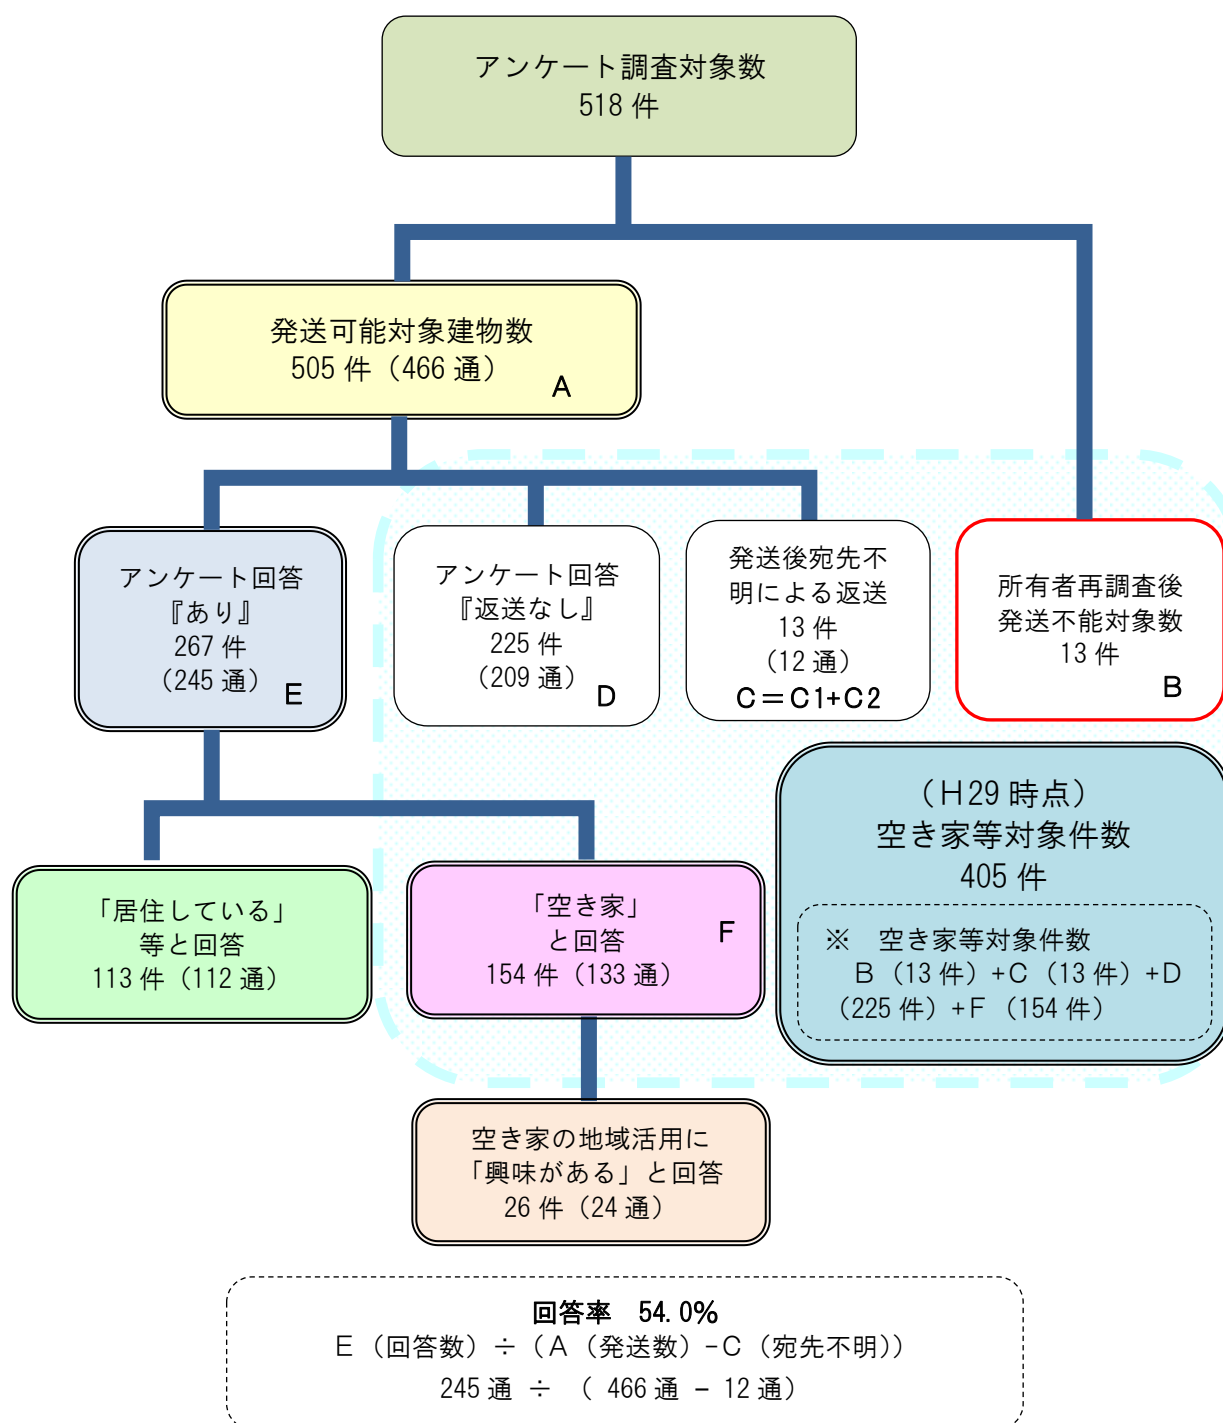 アンケート調査対象数
518 件
発送可能対象建物数
505 件（466 通）
A
アンケート回答
『あり』
267 件
（245 通）
E
アンケート回答
『返送なし』
225 件
（209 通）
D
発送後宛先不
明による返送
13 件
（12 通）
C＝C1+C2
所有者再調査後
発送不能対象数
13 件
B
（H29 時点）
空き家等対象件数
405 件
※　空き家等対象件数
B（13 件）+C（13 件）+D
（225 件）+F（154 件）
「居住している」
等と回答
113 件（112 通）
「空き家」
と回答
154 件（133 通）
F
空き家の地域活用に
「興味がある」と回答
26 件（24 通）
回答率　54.0%
E（回答数）÷（A（発送数）-C（宛先不明））
245 通 ÷ （ 466 通 － 12 通）